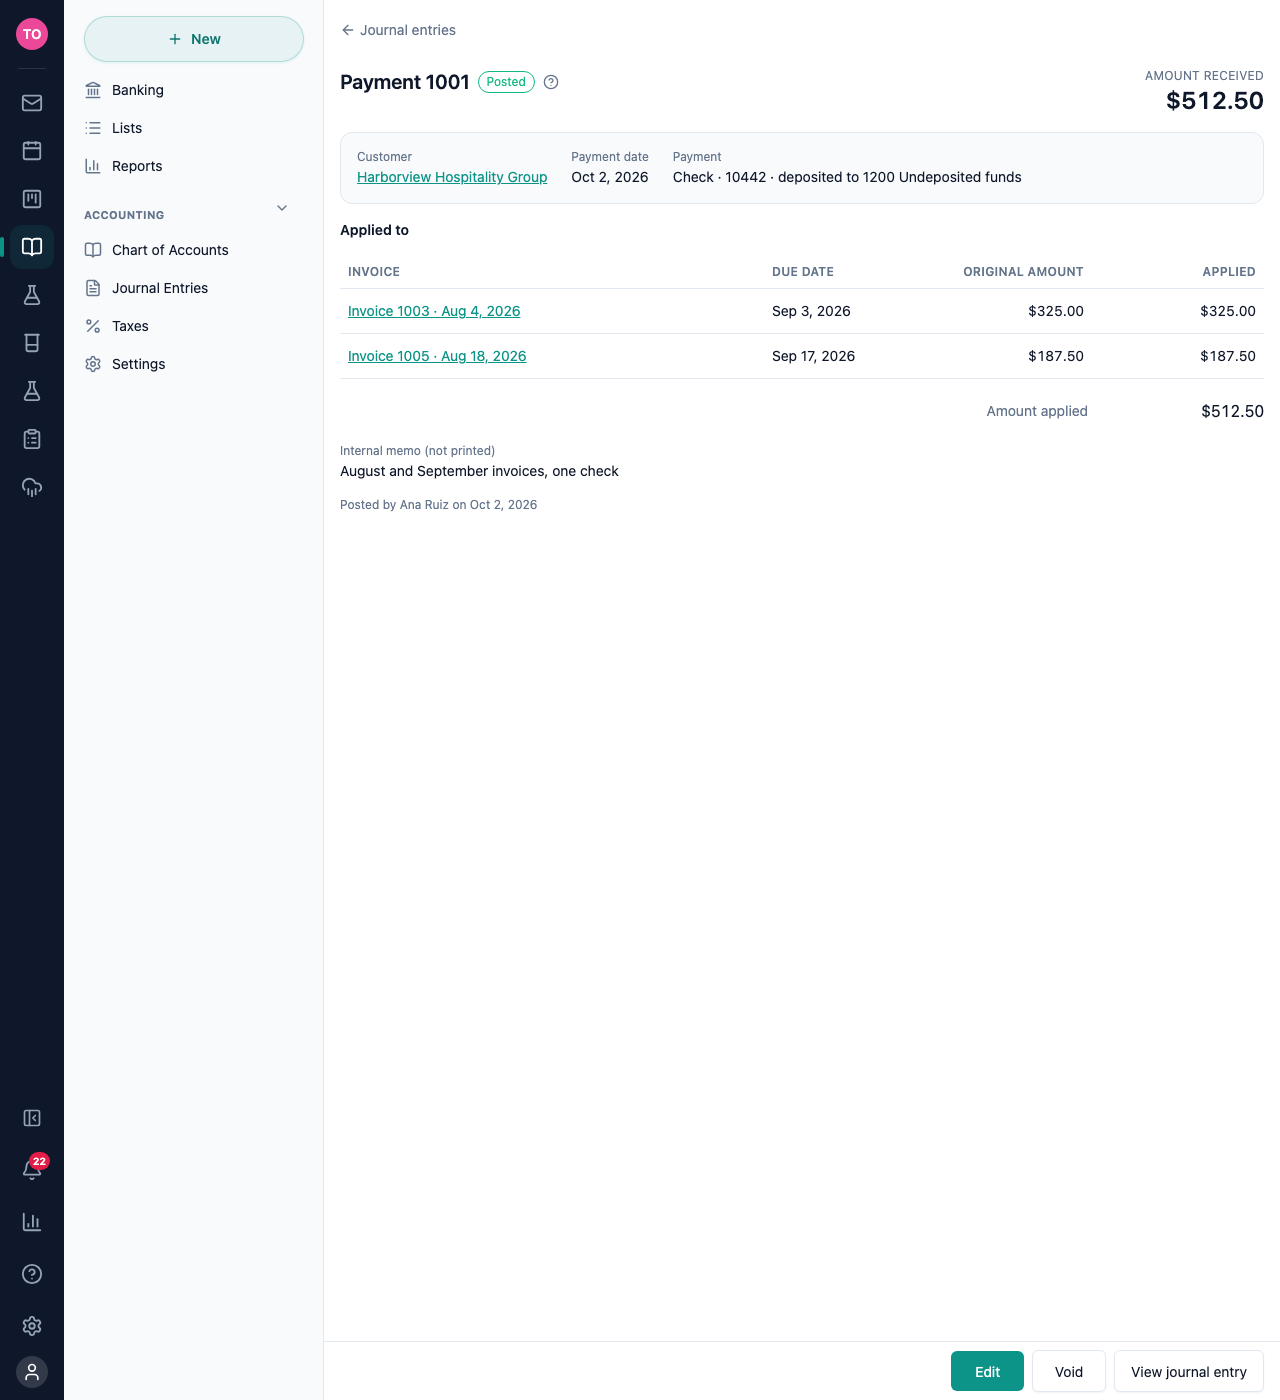 TO
New
Banking
Lists
Reports
ACCOUNTING
Chart of Accounts
Journal Entries
Taxes
Settings
22
Journal entries
Payment 1001 Posted
AMOUNT RECEIVED
$512.50
Customer Payment date Payment
Harborview Hospitality Group Oct 2, 2026 Check · 10442 · deposited to 1200 Undeposited funds
Applied to
INVOICE DUE DATE ORIGINAL AMOUNT APPLIED
Invoice 1003 · Aug 4, 2026 Sep 3, 2026 $325.00 $325.00
Invoice 1005 · Aug 18, 2026 Sep 17, 2026 $187.50 $187.50
Amount applied $512.50
Internal memo (not printed)
August and September invoices, one check
Posted by Ana Ruiz on Oct 2, 2026
Edit Void View journal entry